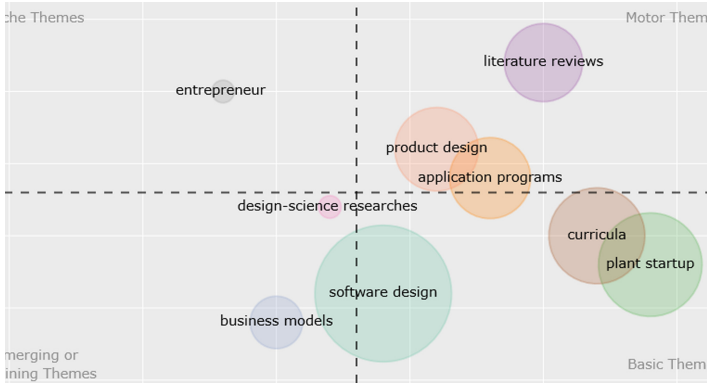 che Themes
Motor Them
literature reviews
entrepreneur
product design
application programs
design-science researches
curricula
plant startup
software design
business models
merging or
ining Themes
Basic Them